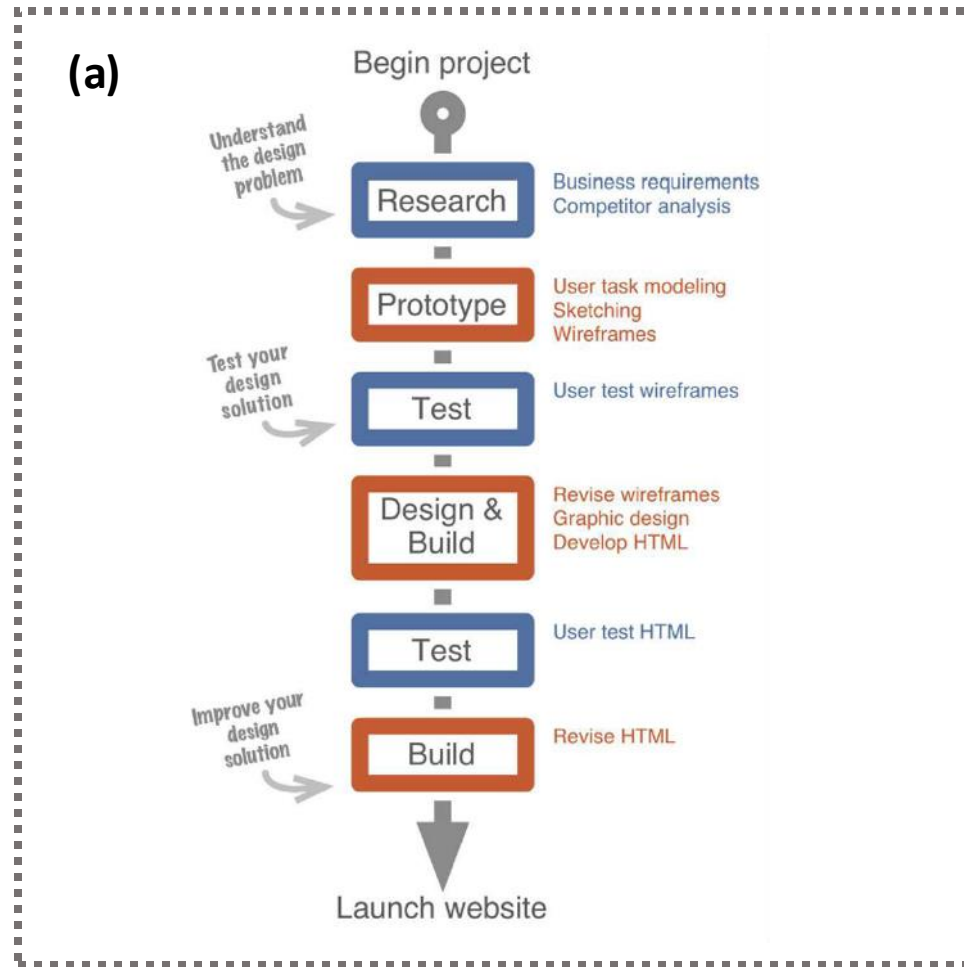 (a)
Begin project
Understand
the design
problem
Research
Business requirements
Competitor analysis
Prototype
User task modeling
Sketching
Wireframes
Test your
design
solution
Test
User test wireframes
Design &
Build
Revise wireframes
Graphic design
Develop HTML
Test
User test HTML
Improve your
design
solution
Build
Revise HTML
Launch website